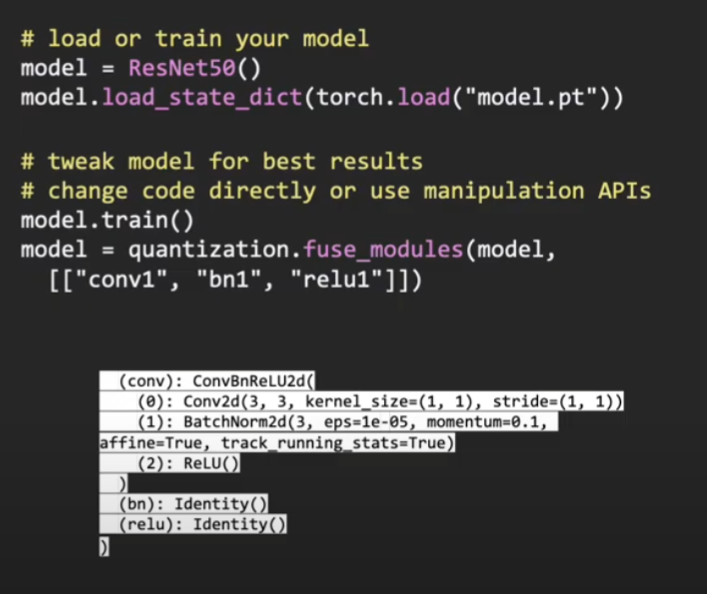 # load or train your model
model = ResNet50()
model.load_state_dict(torch.load("model.pt"))
# tweak model for best results
# change code directly or use manipulation APIs
model.train()
model = quantization.fuse_modules(model,
[["conv1", "bn1", "relu1"]])
(conv): ConvBnReLU2d(
(0): Conv2d(3, 3, kernel_size=(1, 1), stride=(1, 1))
(1): BatchNorm2d(3, eps=1e-05, momentum=0.1,
affine=True, track_running_stats=True)
(2): ReLU()
)
(bn): Identity()
(relu): Identity()
)